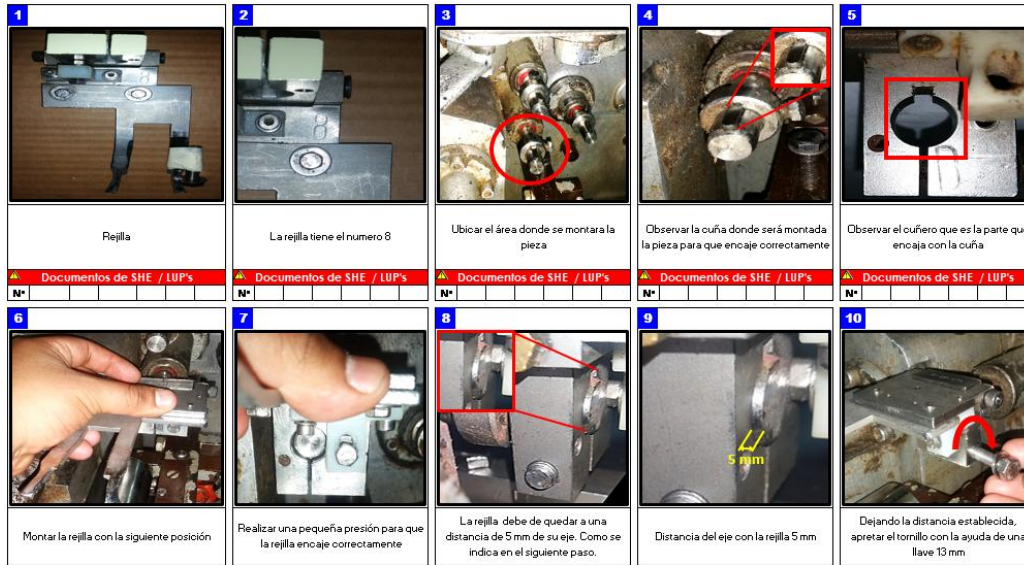 1
2
3
4
5
8
Rejilla
La rejilla tiene el numero 8
Ubicar el área donde se montara la
pieza
Observar la cuña donde será montada
la pieza para que encaje correctamente
Observar el cuñero que es la parte que
encaja con la cuña
Documentos de SHE / LUP's
Documentos de SHE / LUP's
Documentos de SHE / LUP's
Documentos de SHE / LUP's
Documentos de SHE / LUP's
Nº
Nº
Nº
Nº
Nº
6
7
8
9
10
5 mm
Montar la rejilla con la siguiente posición
Realizar una pequeña presión para que
la rejilla encaje correctamente
La rejilla debe de quedar a una
distancia de 5 mm de su eje. Como se
indica en el siguiente paso.
Distancia del eje con la rejilla 5 mm
Dejando la distancia establecida,
apretar el tornillo con la ayuda de una
llave 13 mm